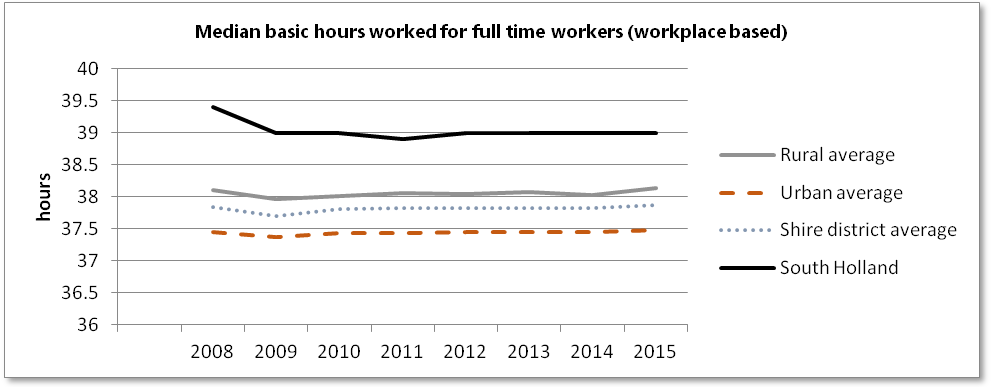 Median basic hours worked for full time workers (workplace based)
40
39.5
39
38.5
38
37.5
37
36.5
36
hours
2008 2009 2010 2011 2012 2013 2014 2015
Rural average
Urban average
Shire district average
South Holland